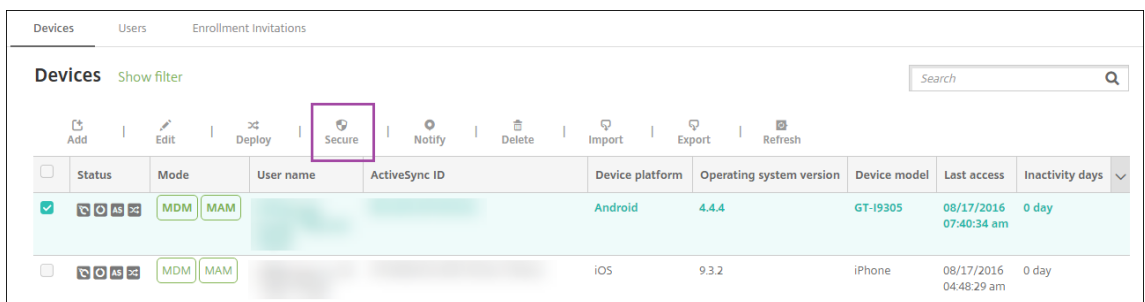 Devices Users Enrollment Invitations
Devices Show filter Search
Add | Edit | Deploy | Secure | Notify | Delete | Import | Export | Refresh
Status Mode User name ActiveSync ID Device platform Operating system version Device model Last access Inactivity days
AS MDM MAM Android 4.4.4 GT-I9305 08/17/2016 0 day
07:40:34 am
AS MDM MAM iOS 9.3.2 iPhone 08/17/2016 0 day
04:48:29 am